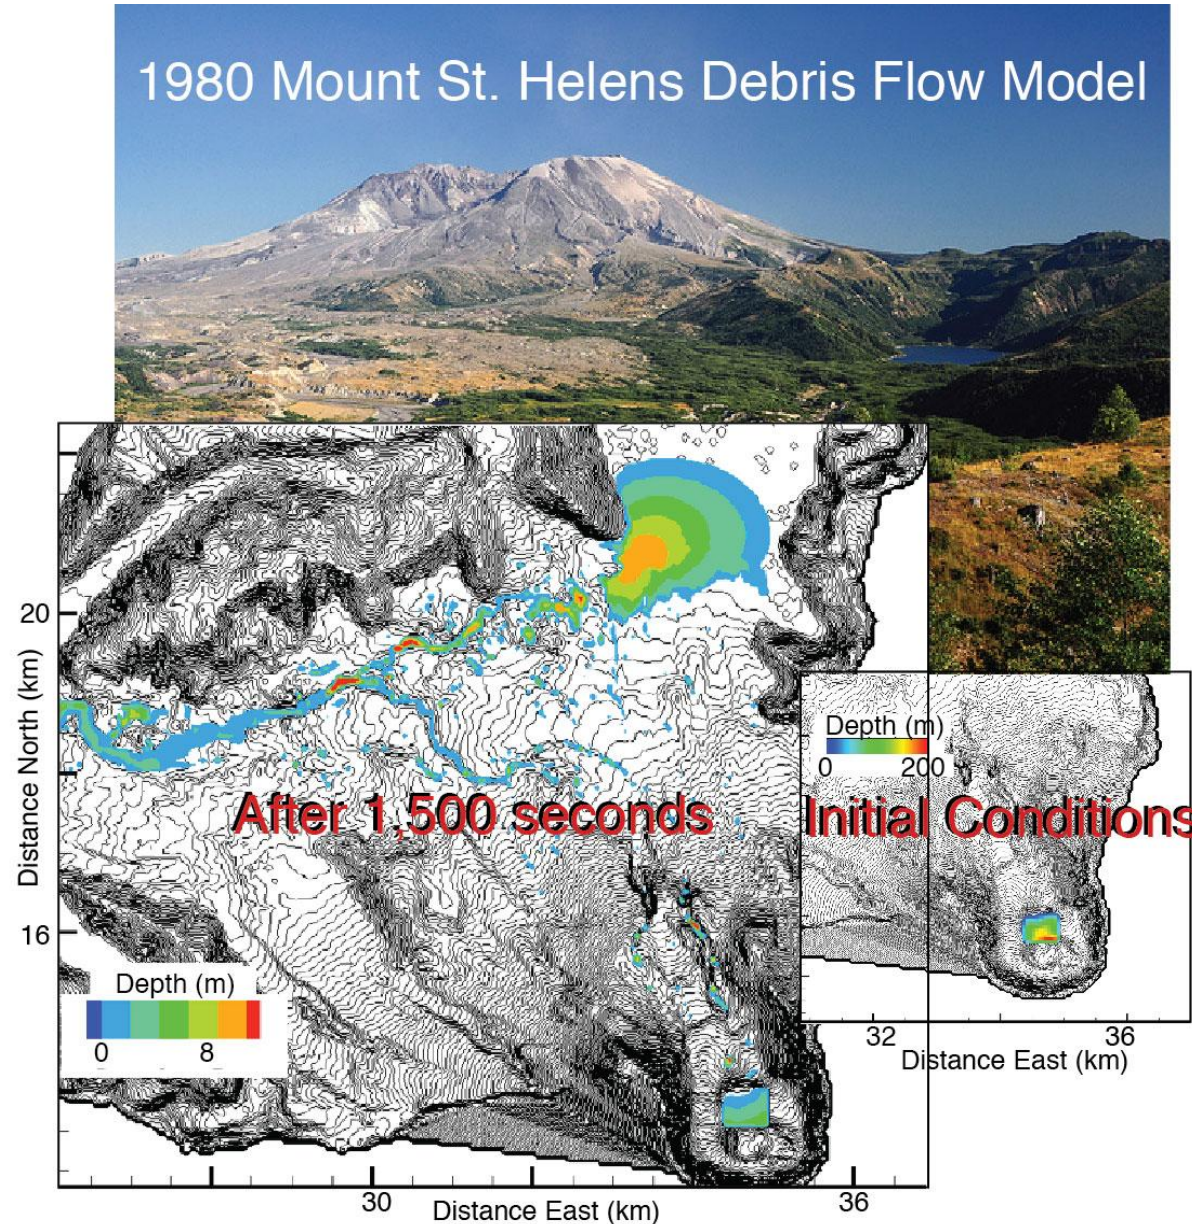 1980 Mount St. Helens Debris Flow Model
20
Distance North (km)
16
After 1,500 seconds
Depth (m)
0 8
30 36
Distance East (km)
Depth (m)
0 200
Initial Conditions
32 36
Distance East (km)